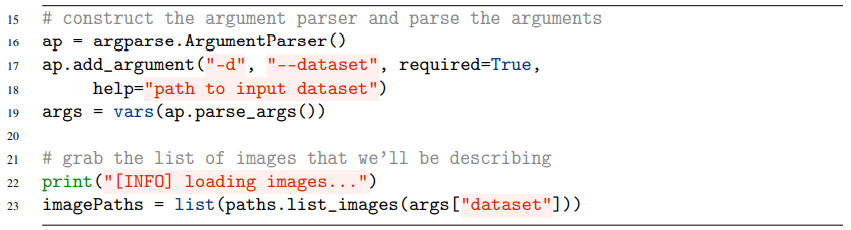 15 # construct the argument parser and parse the arguments
16 ap = argparse.ArgumentParser()
17 ap.add_argument("-d", "--dataset", required=True,
18 help="path to input dataset")
19 args = vars(ap.parse_args())
20
21 # grab the list of images that we’ll be describing
22 print("[INFO] loading images...")
23 imagePaths = list(paths.list_images(args["dataset"]))